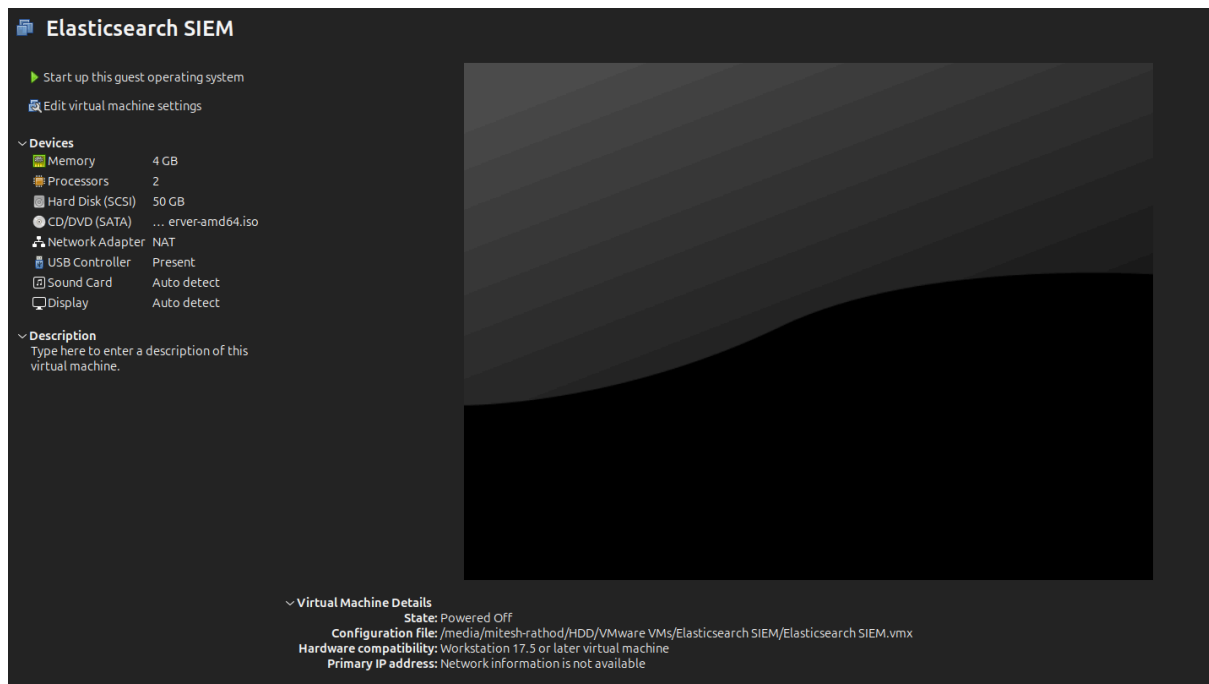 Elasticsearch SIEM
Start up this guest operating system
Edit virtual machine settings
Devices
Memory 4 GB
Processors 2
Hard Disk (SCSI) 50 GB
CD/DVD (SATA) ... erver-amd64.iso
Network Adapter NAT
USB Controller Present
Sound Card Auto detect
Display Auto detect
Description
Type here to enter a description of this
virtual machine.
Virtual Machine Details
State: Powered Off
Configuration file: /media/mitesh-rathod/HDD/VMware VMs/Elasticsearch SIEM/Elasticsearch SIEM.vmx
Hardware compatibility: Workstation 17.5 or later virtual machine
Primary IP address: Network information is not available